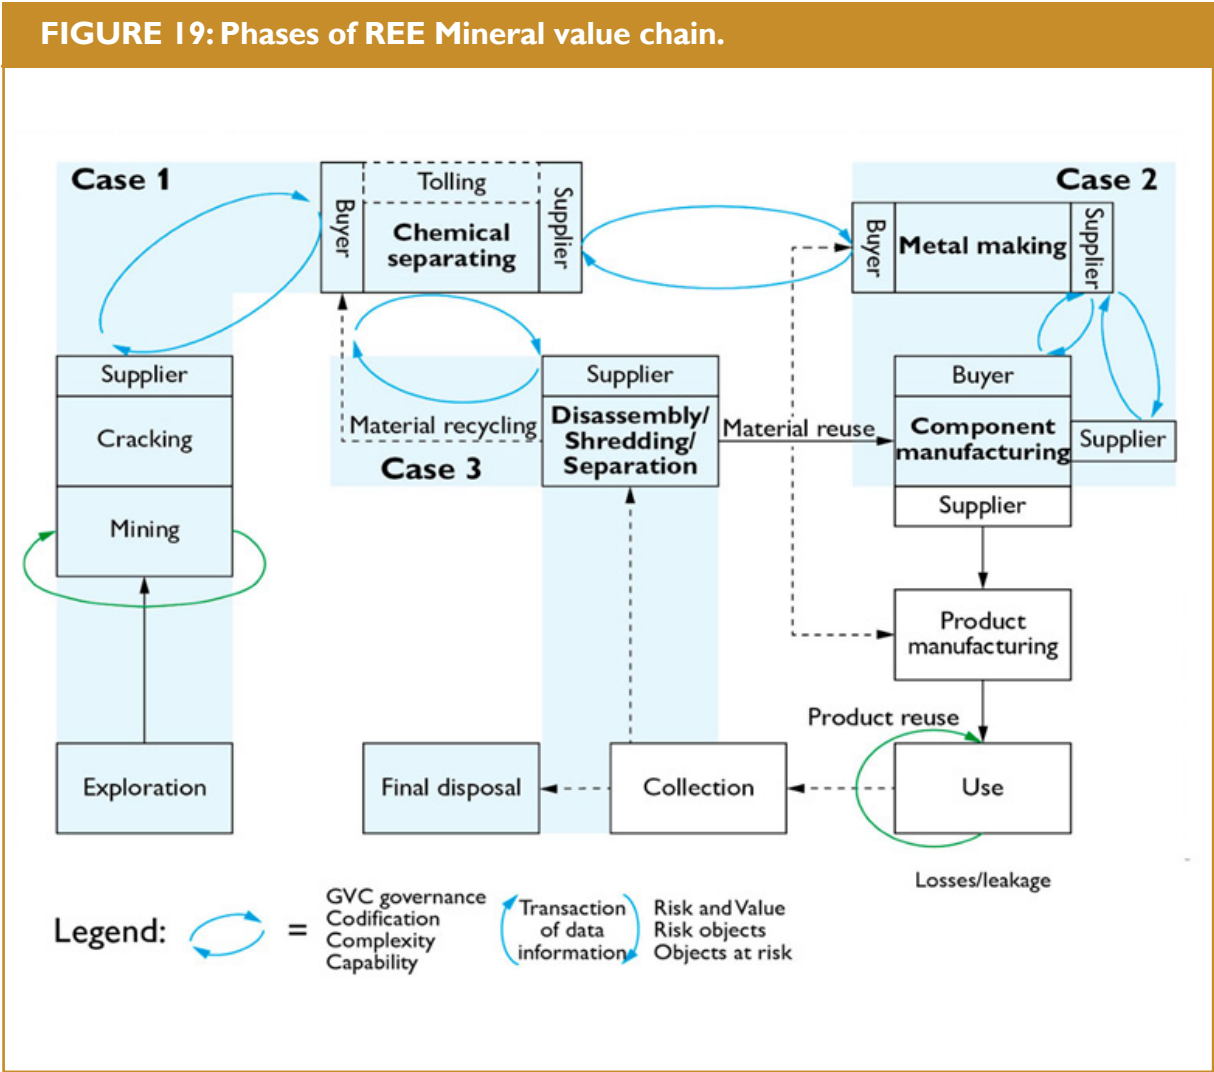 FIGURE 19: Phases of REE Mineral value chain.
Case 1
Buyer
Tolling
Chemical
separating
Supplier
Case 2
Buyer
Metal making
Supplier
Supplier
Cracking
Mining
Exploration
Material recycling
Case 3
Supplier
Disassembly/
Shredding/
Separation
Material reuse
Buyer
Component
manufacturing
Supplier
Supplier
Product
manufacturing
Product reuse
Use
Collection
Final disposal
Losses/leakage
Legend:
=
GVC governance
Codification
Complexity
Capability
Transaction
of data
information
Risk and Value
Risk objects
Objects at risk